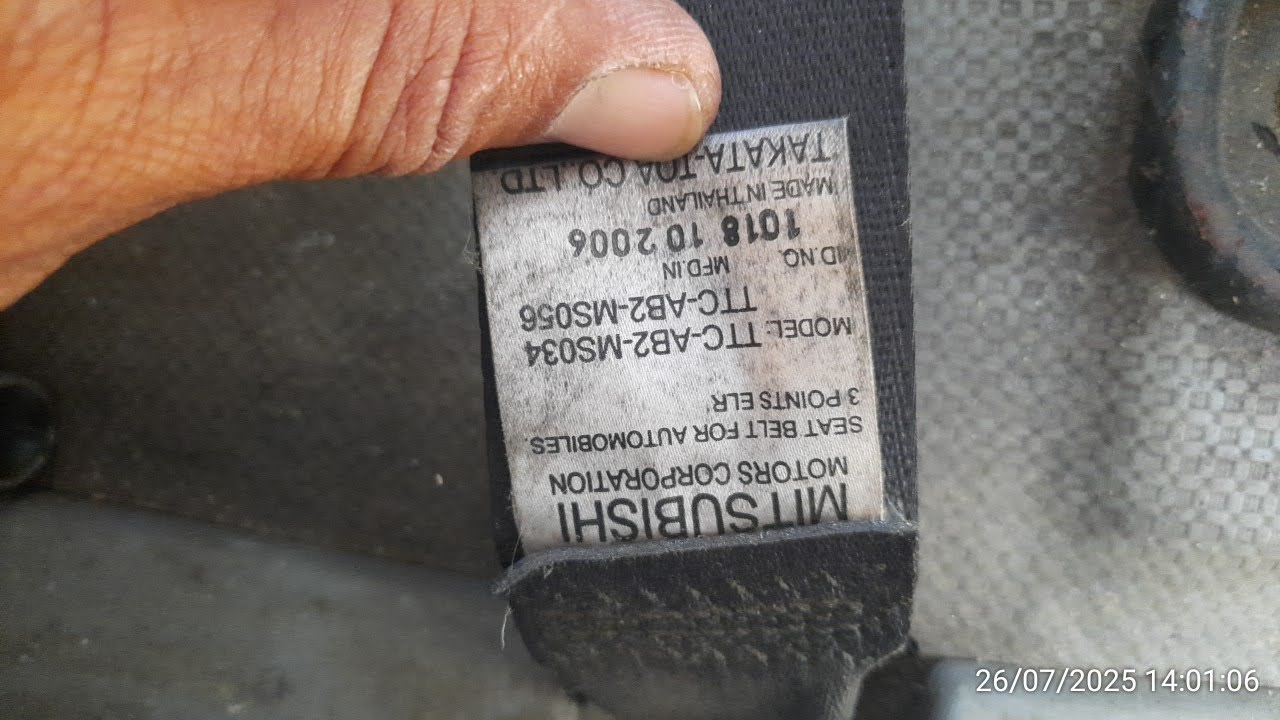 MITSUBISHI
MOTORS CORPORATION
SEAT BELT FOR AUTOMOBILES
3 POINTS ELR
MODEL: TTC-AB2-MS034
TTC-AB2-MS056
ID.NO. MFD.IN
1018 10 2006
MADE IN THAILAND
TAKATA-TOA CO.,LTD.
26/07/2025 14:01:06